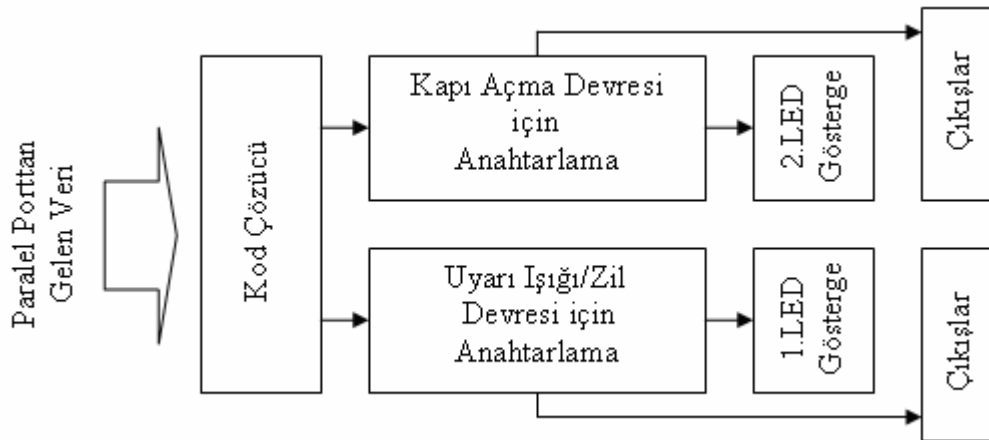 Paralel Porttan
Gelen Veri
Kod Çözücü
Kapı Açma Devresi
için
Anahtarlama
2.LED
Gösterge
Çıkışlar
Uyarı Işığı/Zil
Devresi için
Anahtarlama
1.LED
Gösterge
Çıkışlar